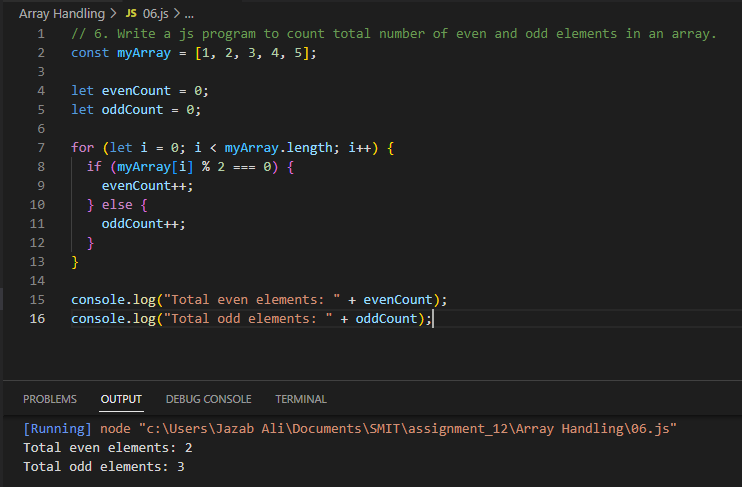 Array Handling > JS 06.js > ...
1 // 6. Write a js program to count total number of even and odd elements in an array.
2 const myArray = [1, 2, 3, 4, 5];
3
4 let evenCount = 0;
5 let oddCount = 0;
6
7 for (let i = 0; i < myArray.length; i++) {
8   if (myArray[i] % 2 === 0) {
9     evenCount++;
10   } else {
11     oddCount++;
12   }
13 }
14
15 console.log("Total even elements: " + evenCount);
16 console.log("Total odd elements: " + oddCount);
PROBLEMS OUTPUT DEBUG CONSOLE TERMINAL
[Running] node "c:\Users\Jazab Ali\Documents\SMIT\assignment_12\Array Handling\06.js"
Total even elements: 2
Total odd elements: 3